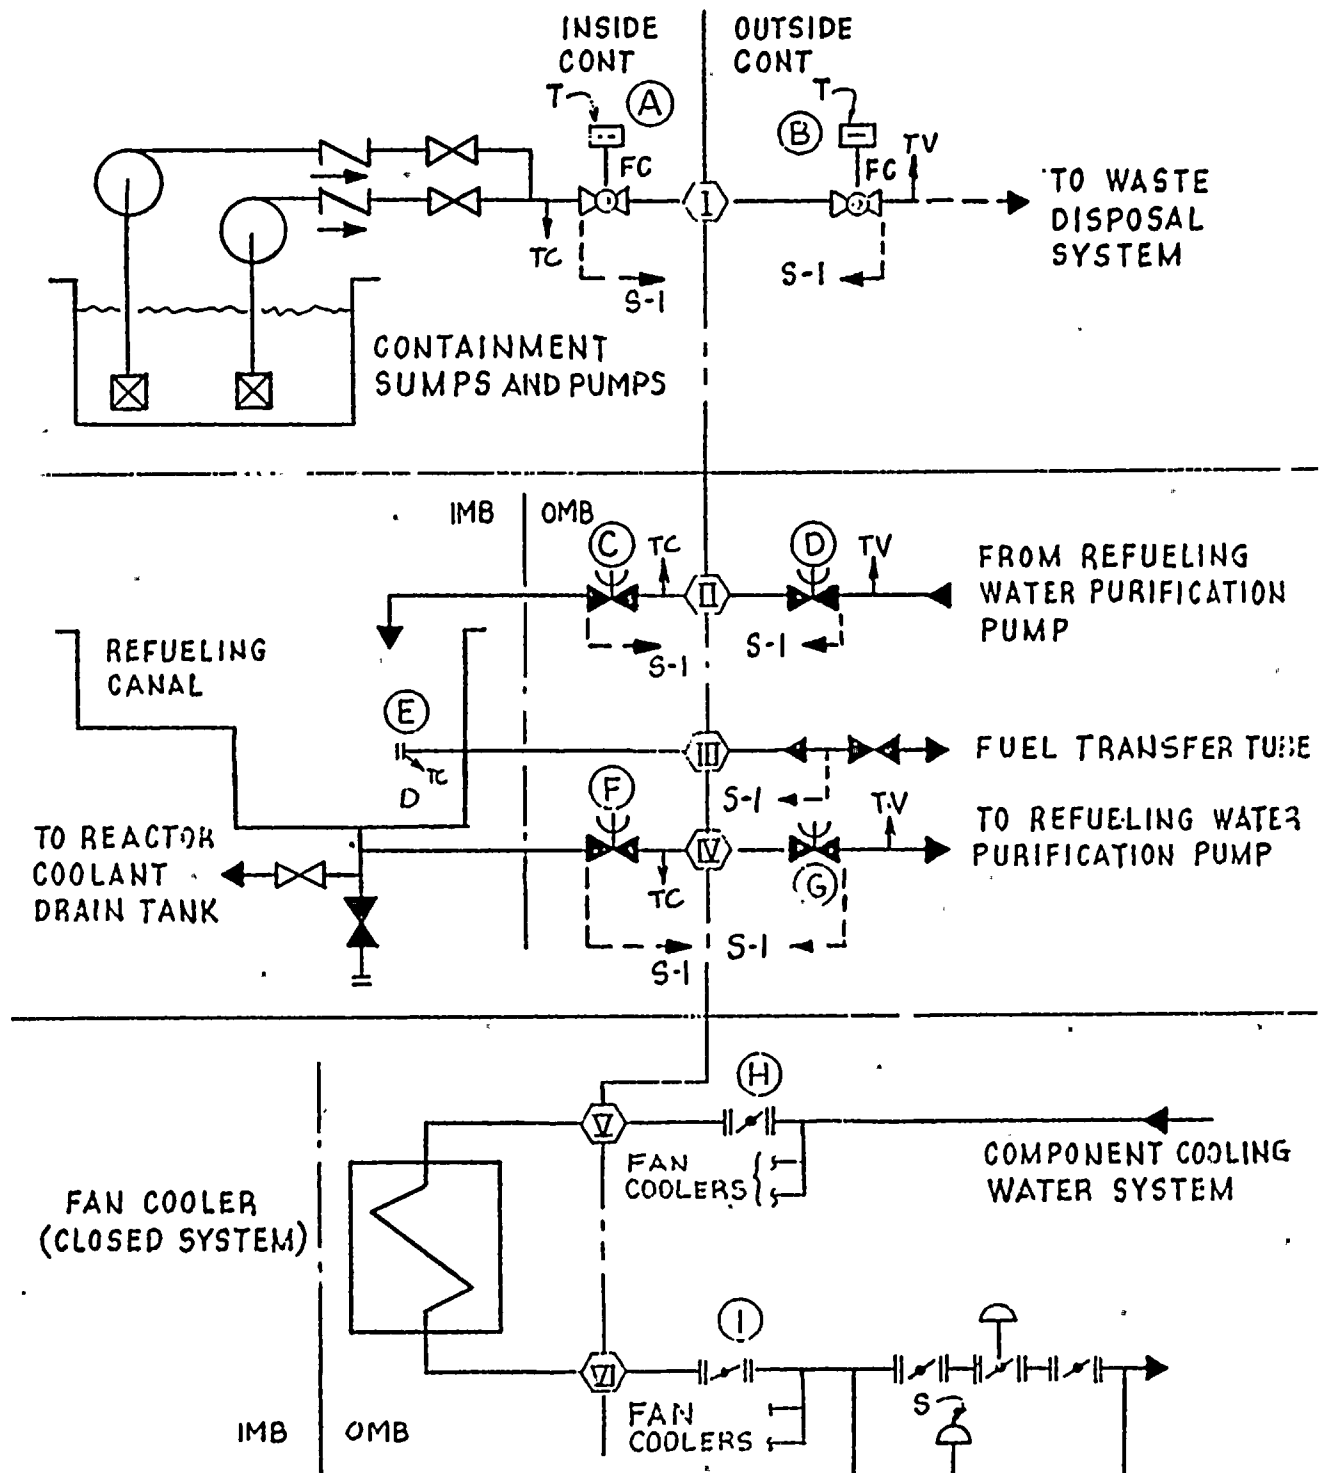 INSIDE
CONT
OUTSIDE
CONT
T
A
T
B
TV
FC
FC
I
TC
S-1
S-1
TO WASTE
DISPOSAL
SYSTEM
CONTAINMENT
SUMPS AND PUMPS
IMB
OMB
C
TC
D
TV
II
FROM REFUELING
WATER PURIFICATION
PUMP
S-1
S-1
REFUELING
CANAL
E
TC
D
III
FUEL TRANSFER TUBE
S-1
F
TV
TO REFUELING WATER
PURIFICATION PUMP
IV
TC
G
TO REACTOR
COOLANT
DRAIN TANK
S-1
S-1
H
V
FAN
COOLERS
COMPONENT COOLING
WATER SYSTEM
FAN COOLER
(CLOSED SYSTEM)
I
VI
FAN
COOLERS
S
IMB
OMB